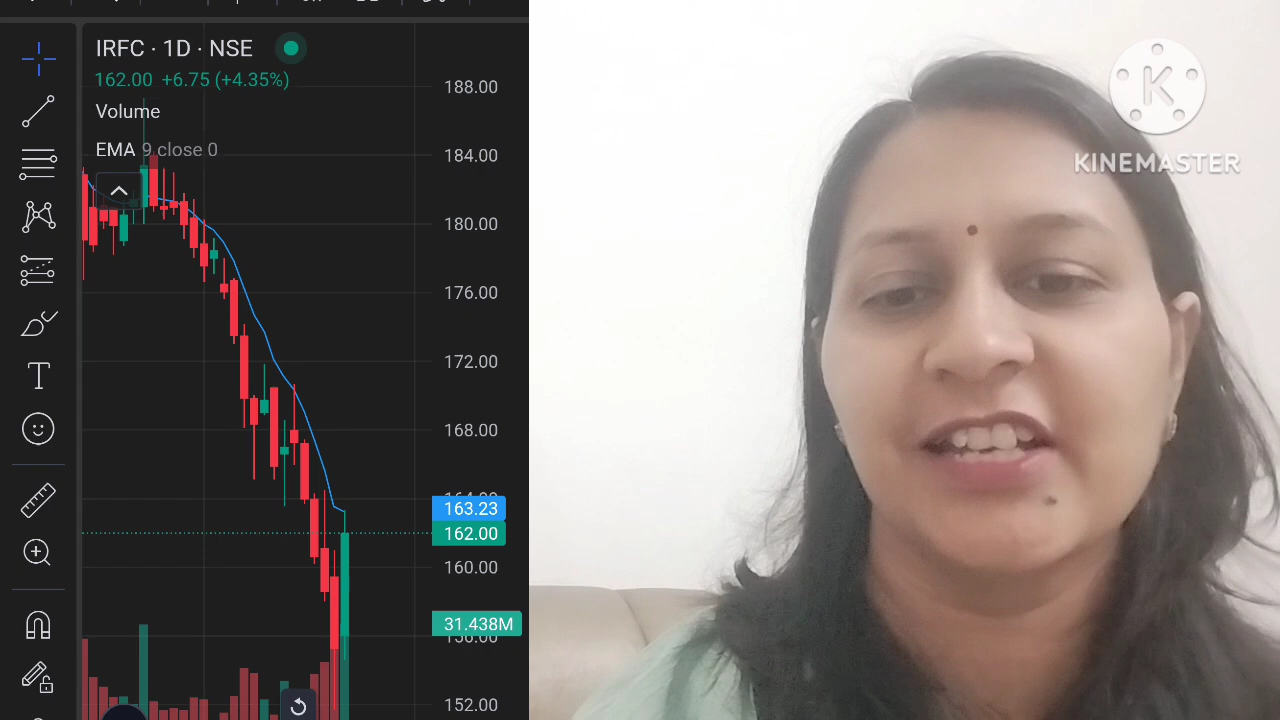 IRFC · 1D · NSE
162.00 +6.75 (+4.35%)
Volume
EMA 9 close 0
188.00
184.00
180.00
176.00
172.00
168.00
163.23
162.00
160.00
31.438M
152.00
K
KINEMASTER